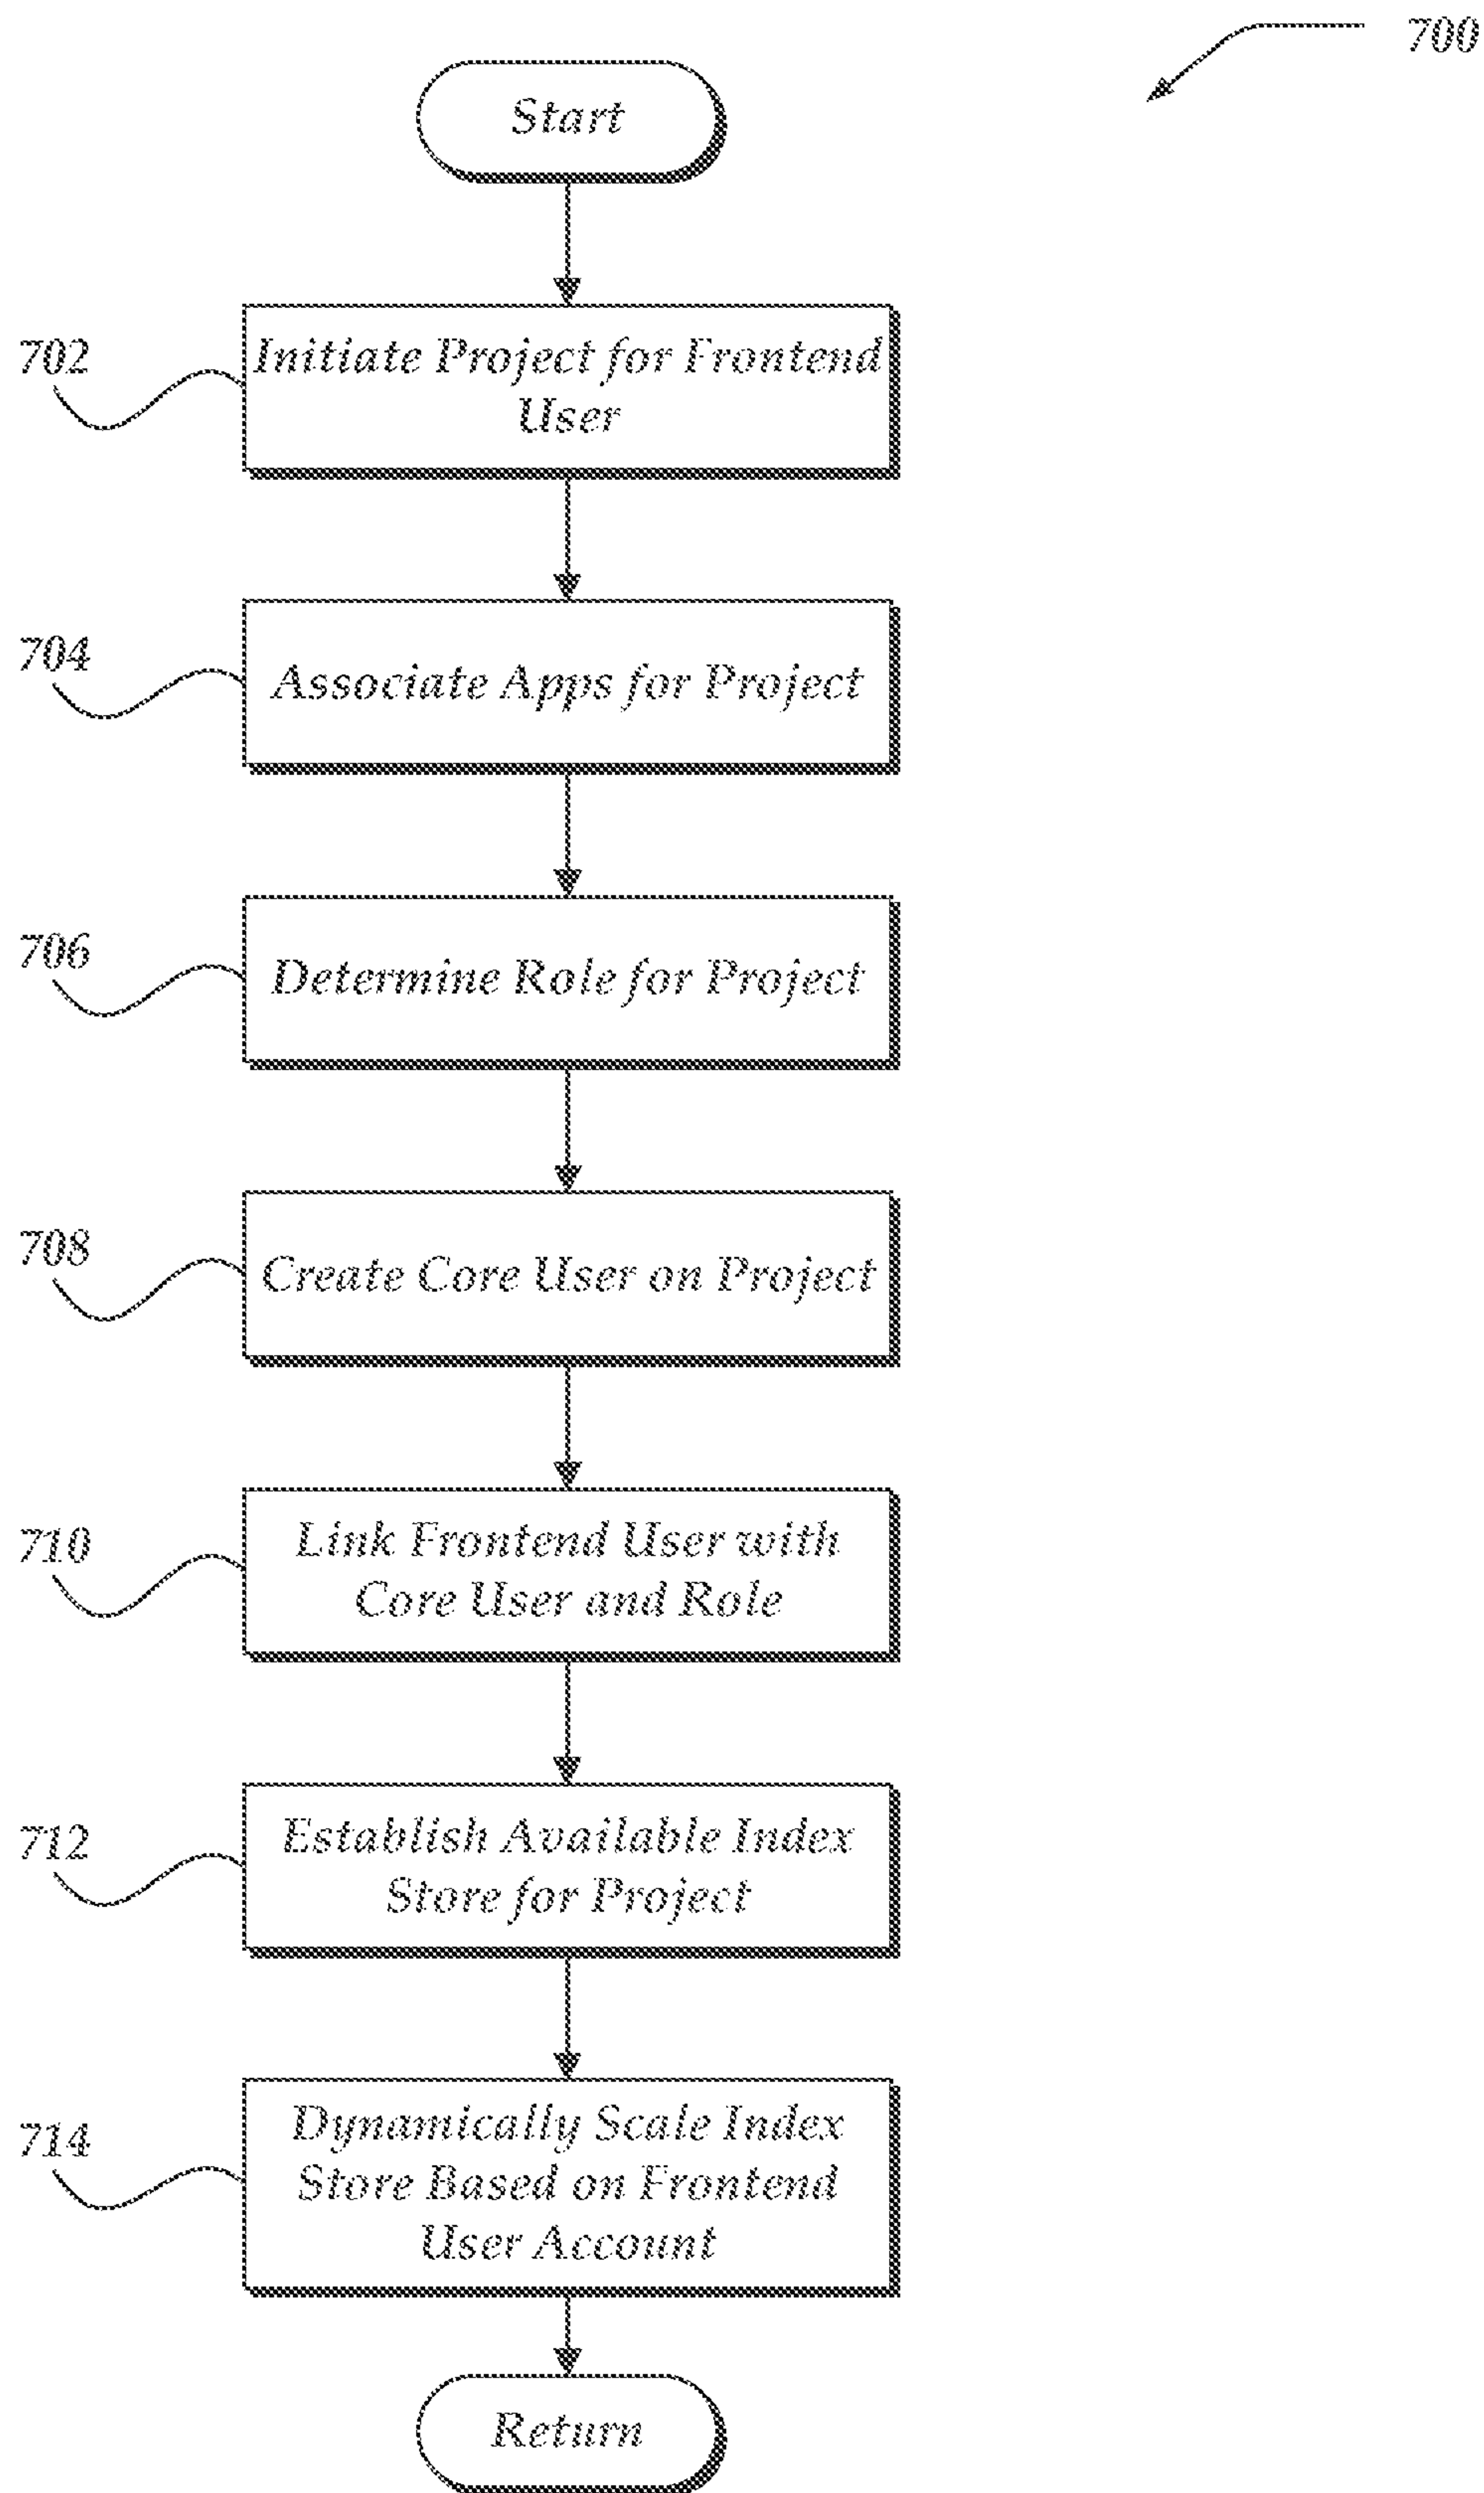 700
Start
702
Initiate Project for Frontend
User
704
Associate Apps for Project
706
Determine Role for Project
708
Create Core User on Project
710
Link Frontend User with
Core User and Role
712
Establish Available Index
Store for Project
714
Dynamically Scale Index
Store Based on Frontend
User Account
Return